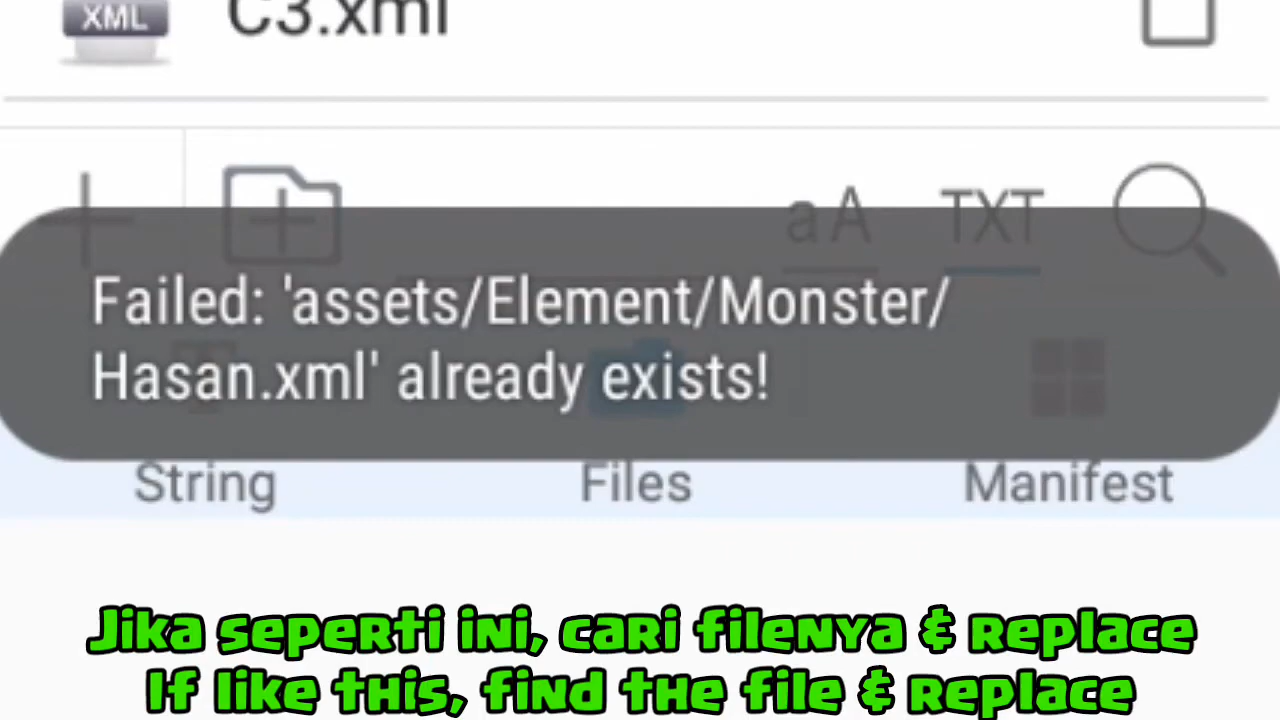 XML
C3.xml
aA
TXT
Failed: 'assets/Element/Monster/
Hasan.xml' already exists!
String
Files
Manifest
Jika seperti ini, cari filenya & replace
If like this, find the file & replace